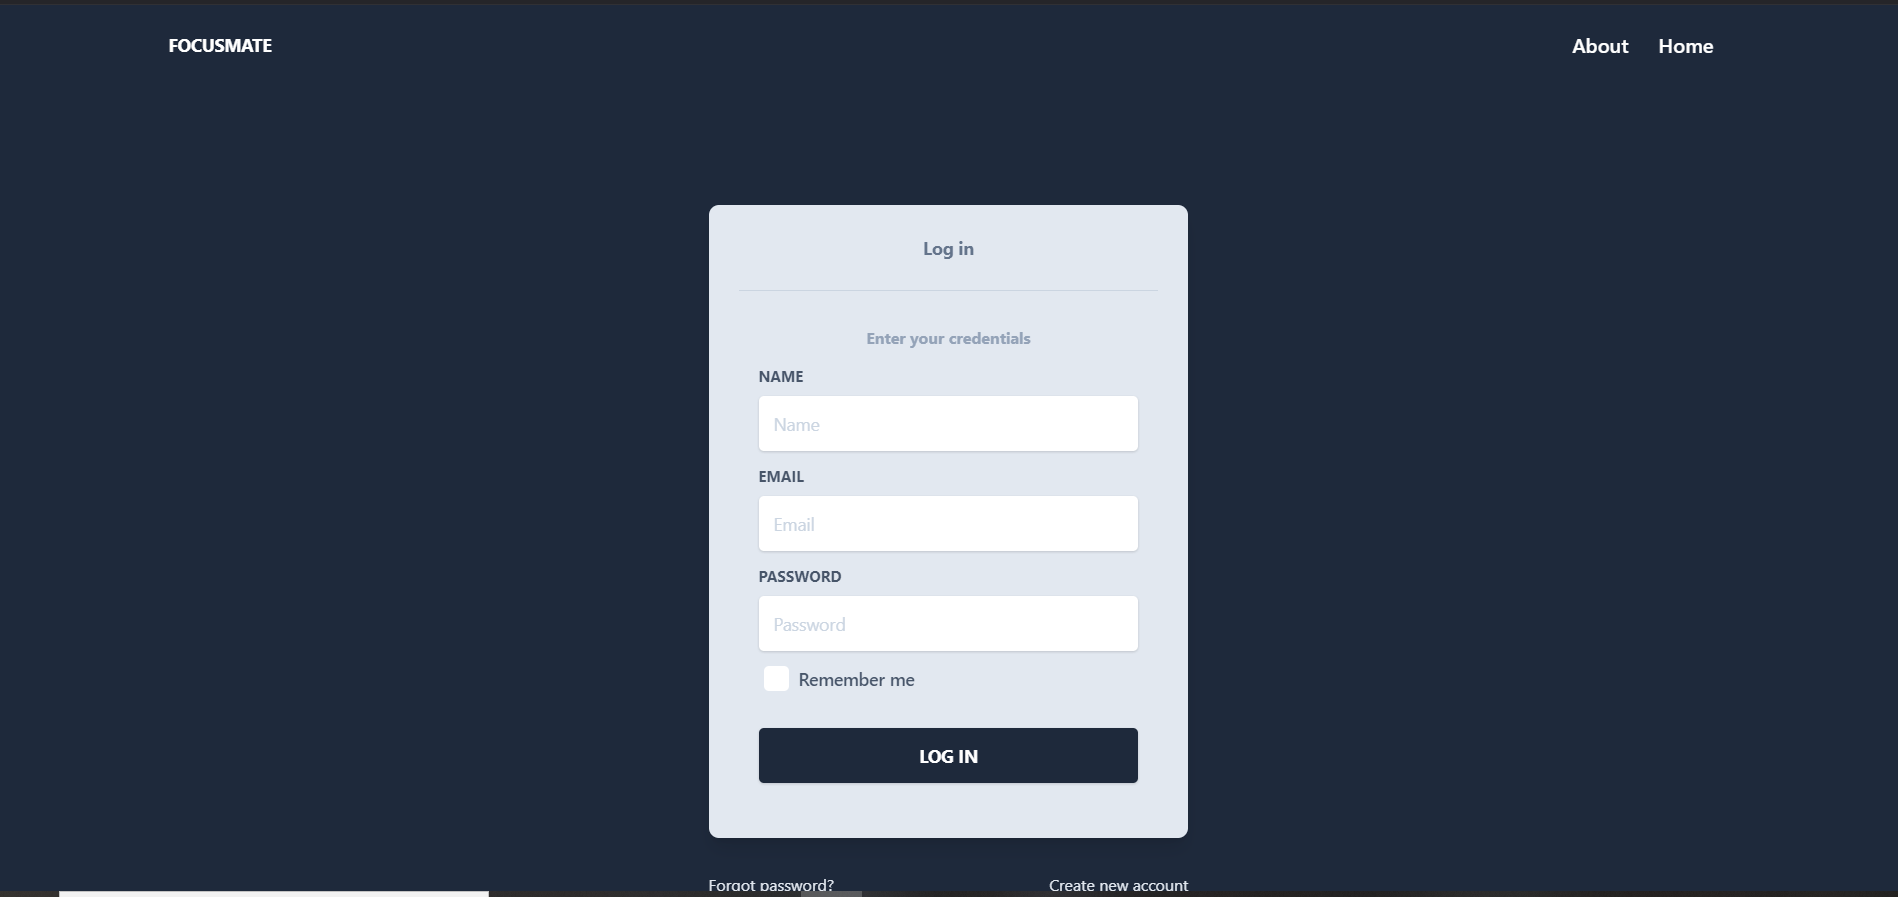 FOCUSMATE
About Home
Log in
Enter your credentials
NAME
Name
EMAIL
Email
PASSWORD
Password
Remember me
LOG IN
Forgot password? Create new account